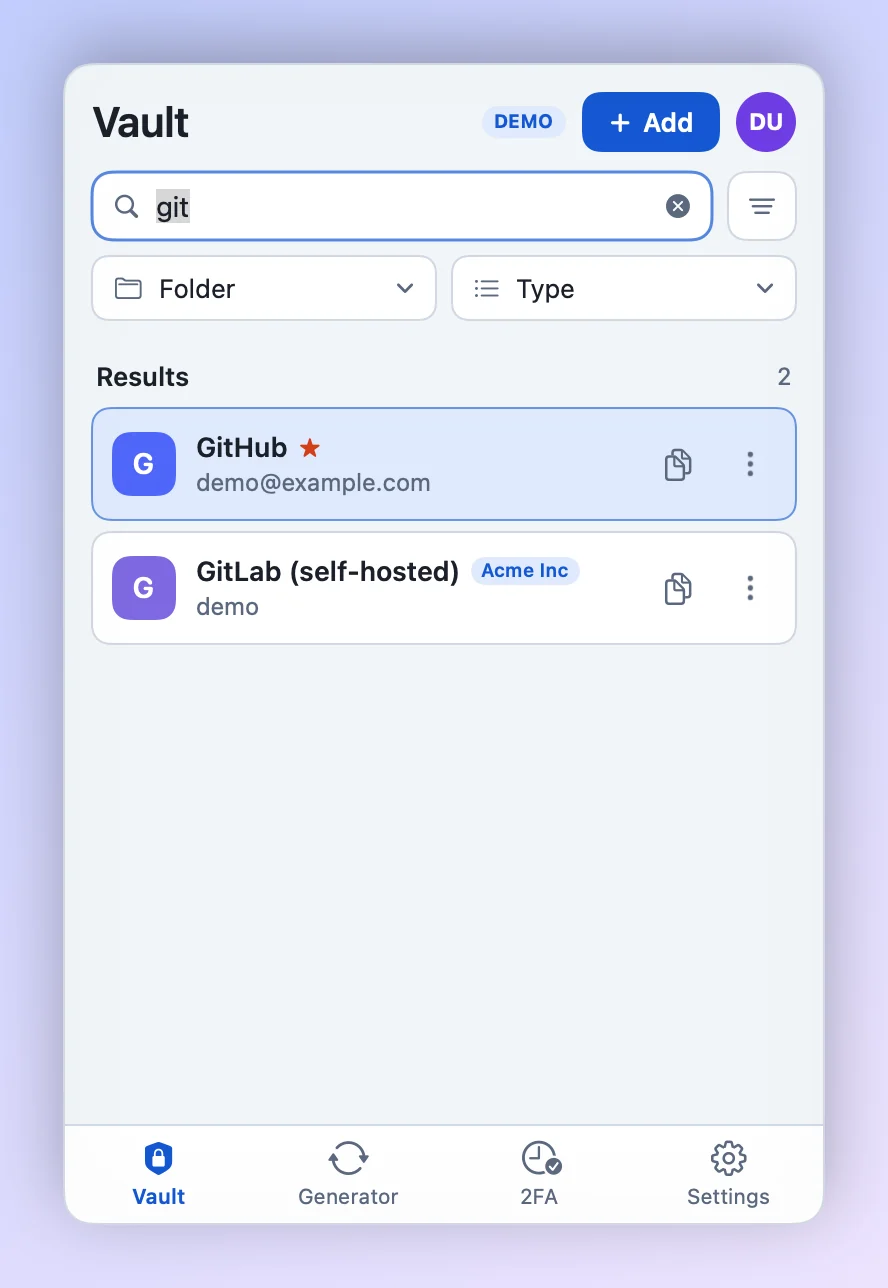 Vault
DEMO
+ Add
DU
git
Folder
Type
Results
2
G
GitHub
demo@example.com
G
GitLab (self-hosted)
Acme Inc
demo
Vault
Generator
2FA
Settings